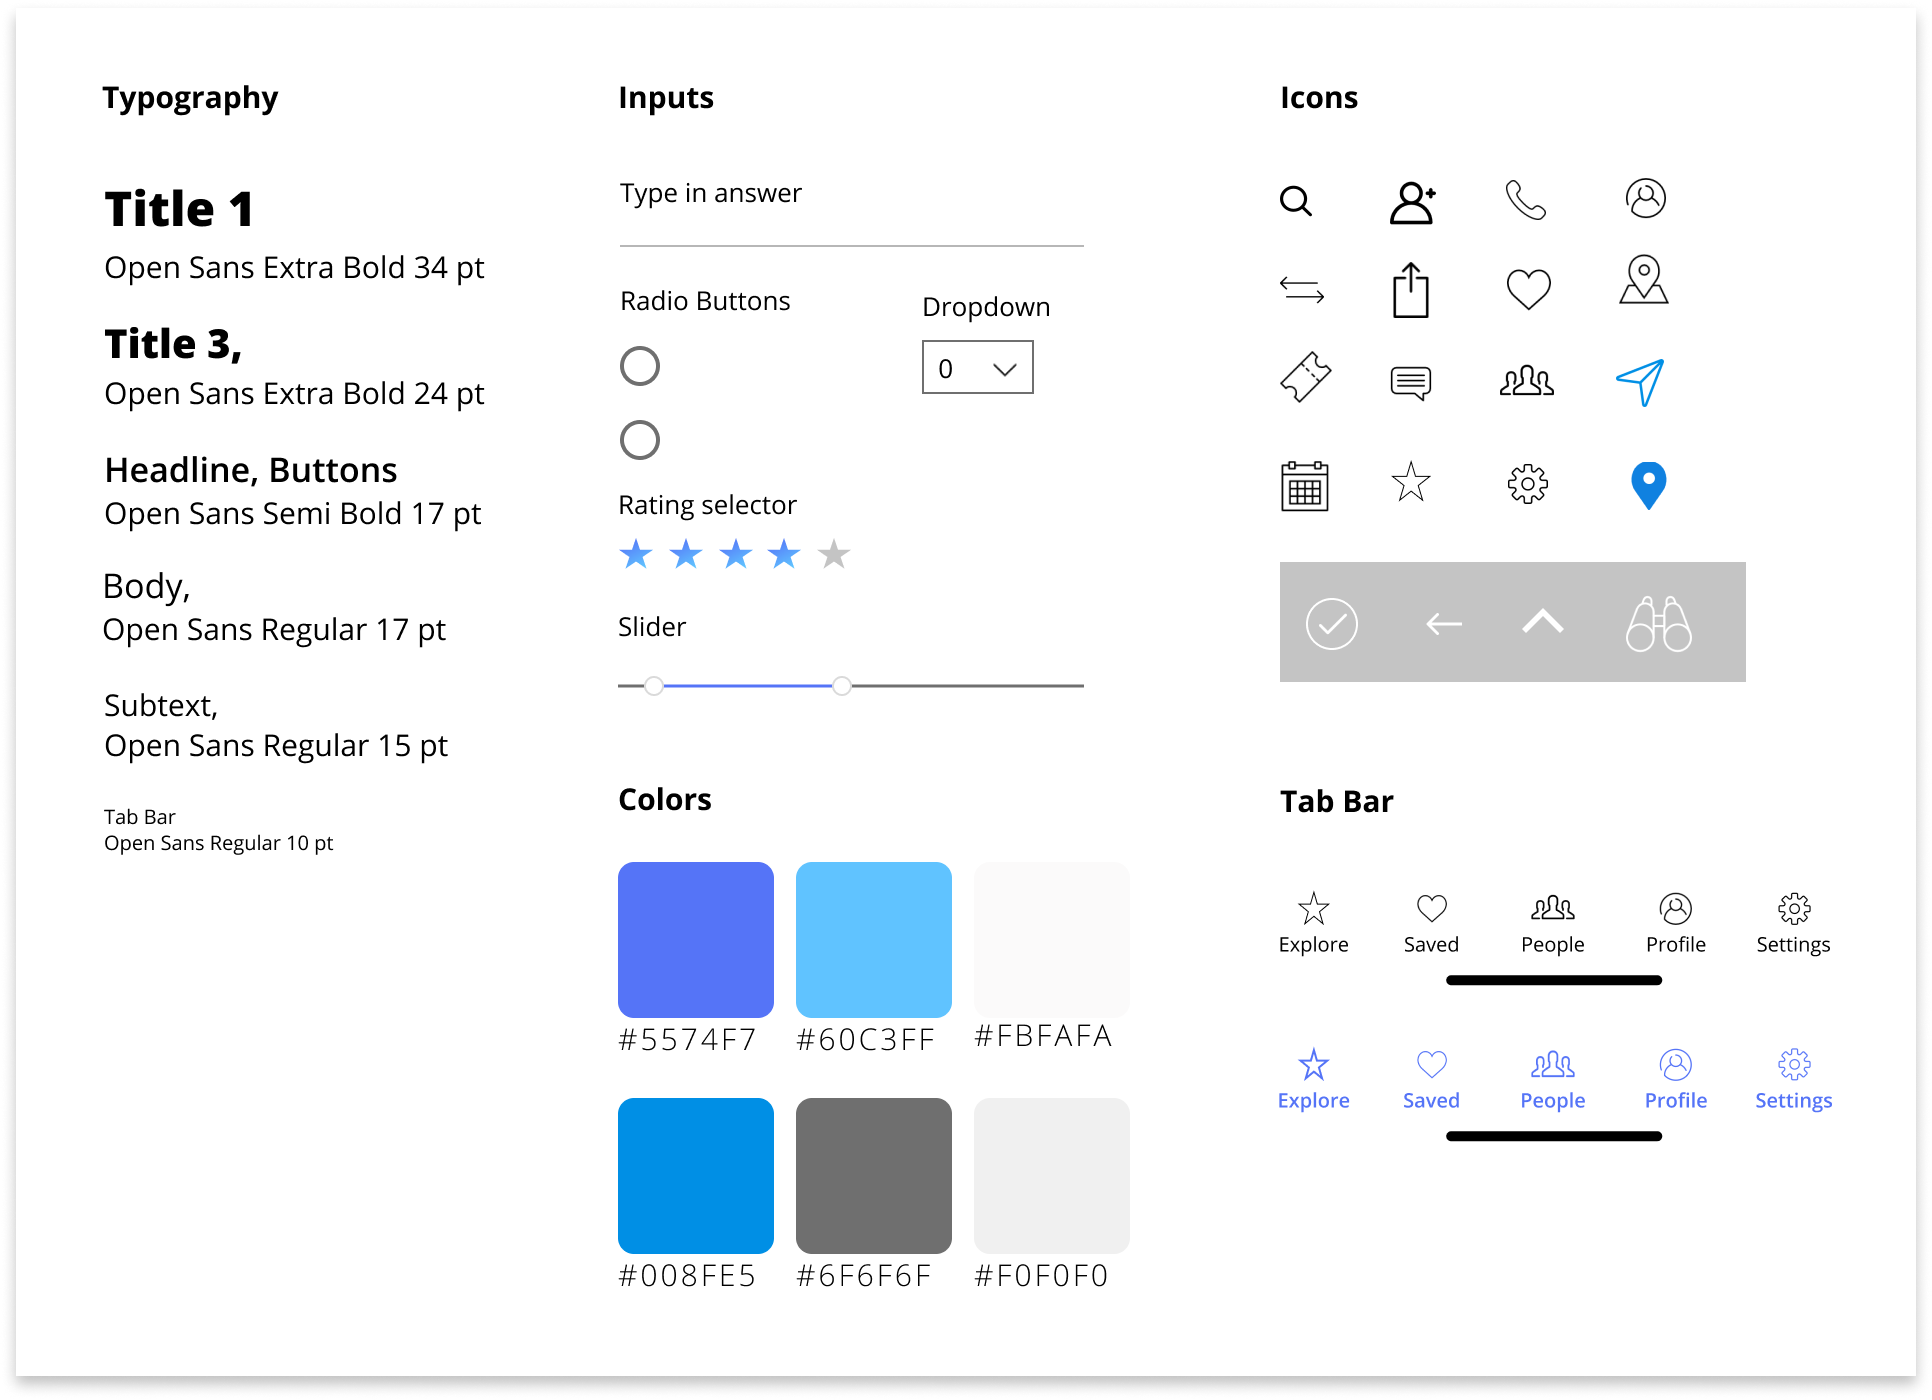 Typography
Title 1
Open Sans Extra Bold 34 pt
Title 3,
Open Sans Extra Bold 24 pt
Headline, Buttons
Open Sans Semi Bold 17 pt
Body,
Open Sans Regular 17 pt
Subtext,
Open Sans Regular 15 pt
Tab Bar
Open Sans Regular 10 pt
Inputs
Type in answer
Radio Buttons
Dropdown
0
Rating selector
Slider
Colors
#5574F7
#60C3FF
#FBFAFA
#008FE5
#6F6F6F
#F0F0F0
Icons
Tab Bar
Explore
Saved
People
Profile
Settings
Explore
Saved
People
Profile
Settings